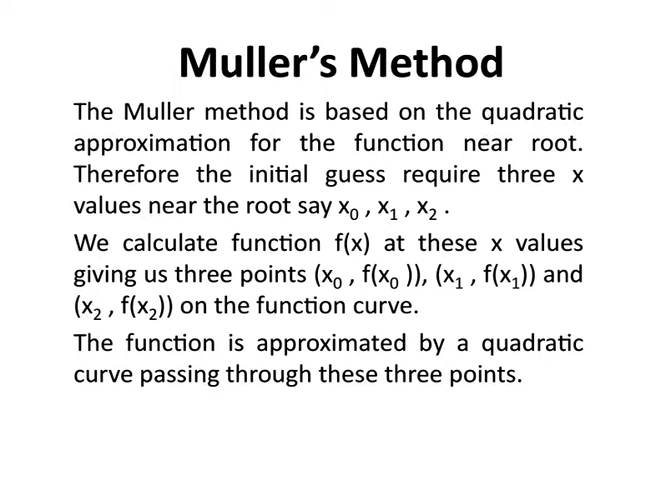 Muller’s Method
The Muller method is based on the quadratic
approximation for the function near root.
Therefore the initial guess require three x
values near the root say x₀ , x₁ , x₂ .
We calculate function f(x) at these x values
giving us three points (x₀ , f(x₀ )), (x₁ , f(x₁)) and
(x₂ , f(x₂)) on the function curve.
The function is approximated by a quadratic
curve passing through these three points.